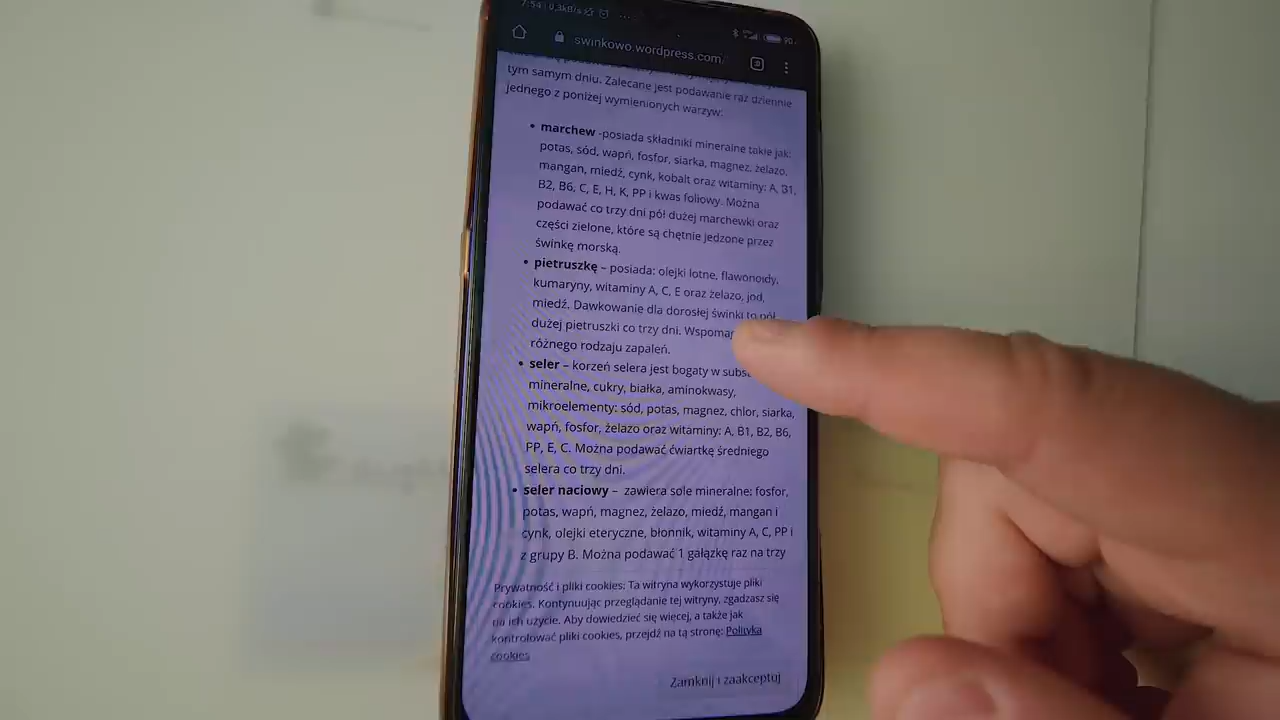 7:54 0,3kB/s
90
swinkowo.wordpress.com/
tym samym dniu. Zalecane jest podawanie raz dziennie
jednego z poniżej wymienionych warzyw:
• marchew -posiada składniki mineralne takie jak:
potas, sód, wapń, fosfor, siarka, magnez, żelazo,
mangan, miedź, cynk, kobalt oraz witaminy: A, B1,
B2, B6, C, E, H, K, PP i kwas foliowy. Można
podawać co trzy dni pół dużej marchewki oraz
części zielone, które są chętnie jedzone przez
świnkę morską.
• pietruszkę – posiada: olejki lotne, flawonoidy,
kumaryny, witaminy A, C, E oraz żelazo, jod,
miedź. Dawkowanie dla dorosłej świnki to pół
dużej pietruszki co trzy dni.
różnego rodzaju zapaleń.
• seler – korzeń selera jest bogaty w
mineralne, cukry, białka, aminokwasy,
mikroelementy: sód, potas, magnez, chlor, siarka,
wapń, fosfor, żelazo oraz witaminy: A, B1, B2, B6,
PP, E, C. Można podawać ćwiartkę średniego
selera co trzy dni.
• seler naciowy – zawiera sole mineralne: fosfor,
potas, wapń, magnez, żelazo, miedź, mangan i
cynk, olejki eteryczne, błonnik, witaminy A, C, PP i
z grupy B. Można podawać 1 gałązkę raz na trzy
Prywatność i pliki cookies: Ta witryna wykorzystuje pliki
cookies. Kontynuując przeglądanie tej witryny, zgadzasz się
na ich użycie. Aby dowiedzieć się więcej, a także jak
kontrolować pliki cookies, przejdź na tą stronę: Polityka
cookies
Zamknij i zaakceptuj